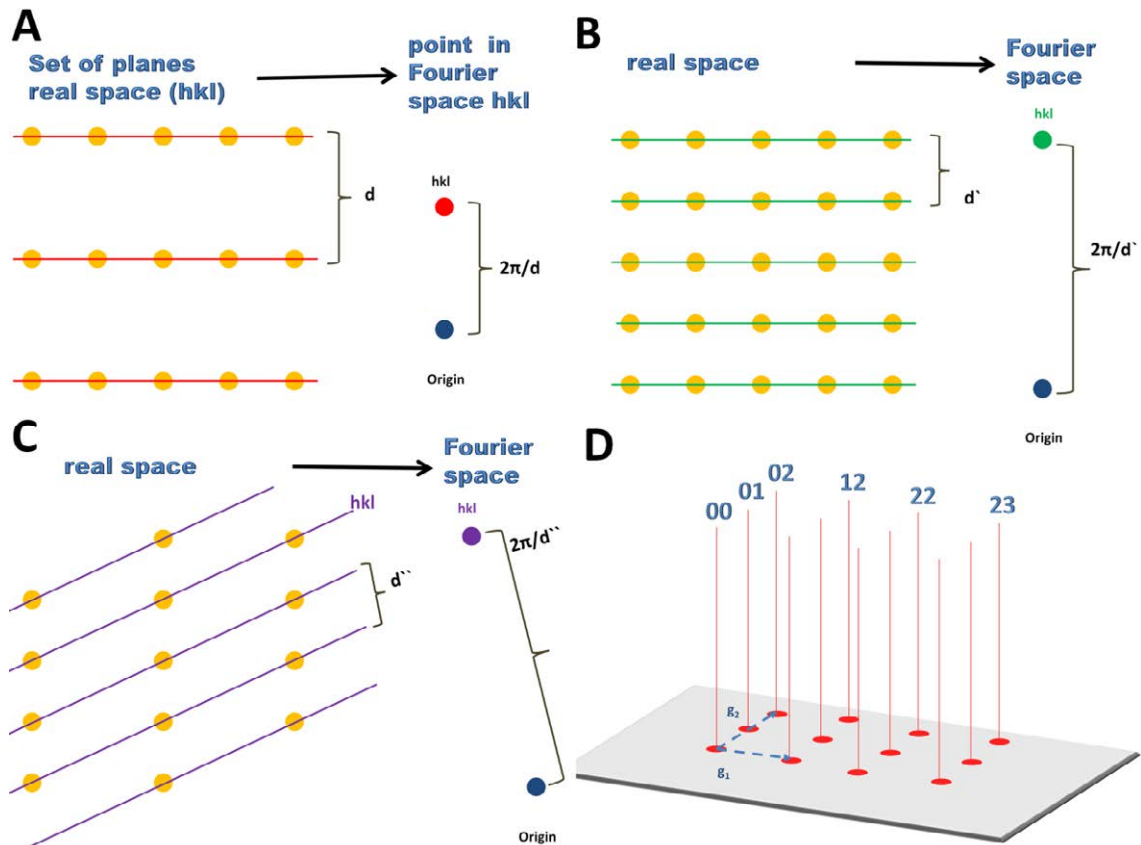 A
Set of planes
real space (hkl)
point in
Fourier
space hkl
d
hkl
2π/d
Origin
B
real space
Fourier
space
hkl
d`
2π/d`
Origin
C
real space
Fourier
space
hkl
hkl
d``
2π/d``
Origin
D
00
01
02
12
22
23
g₂
g₁